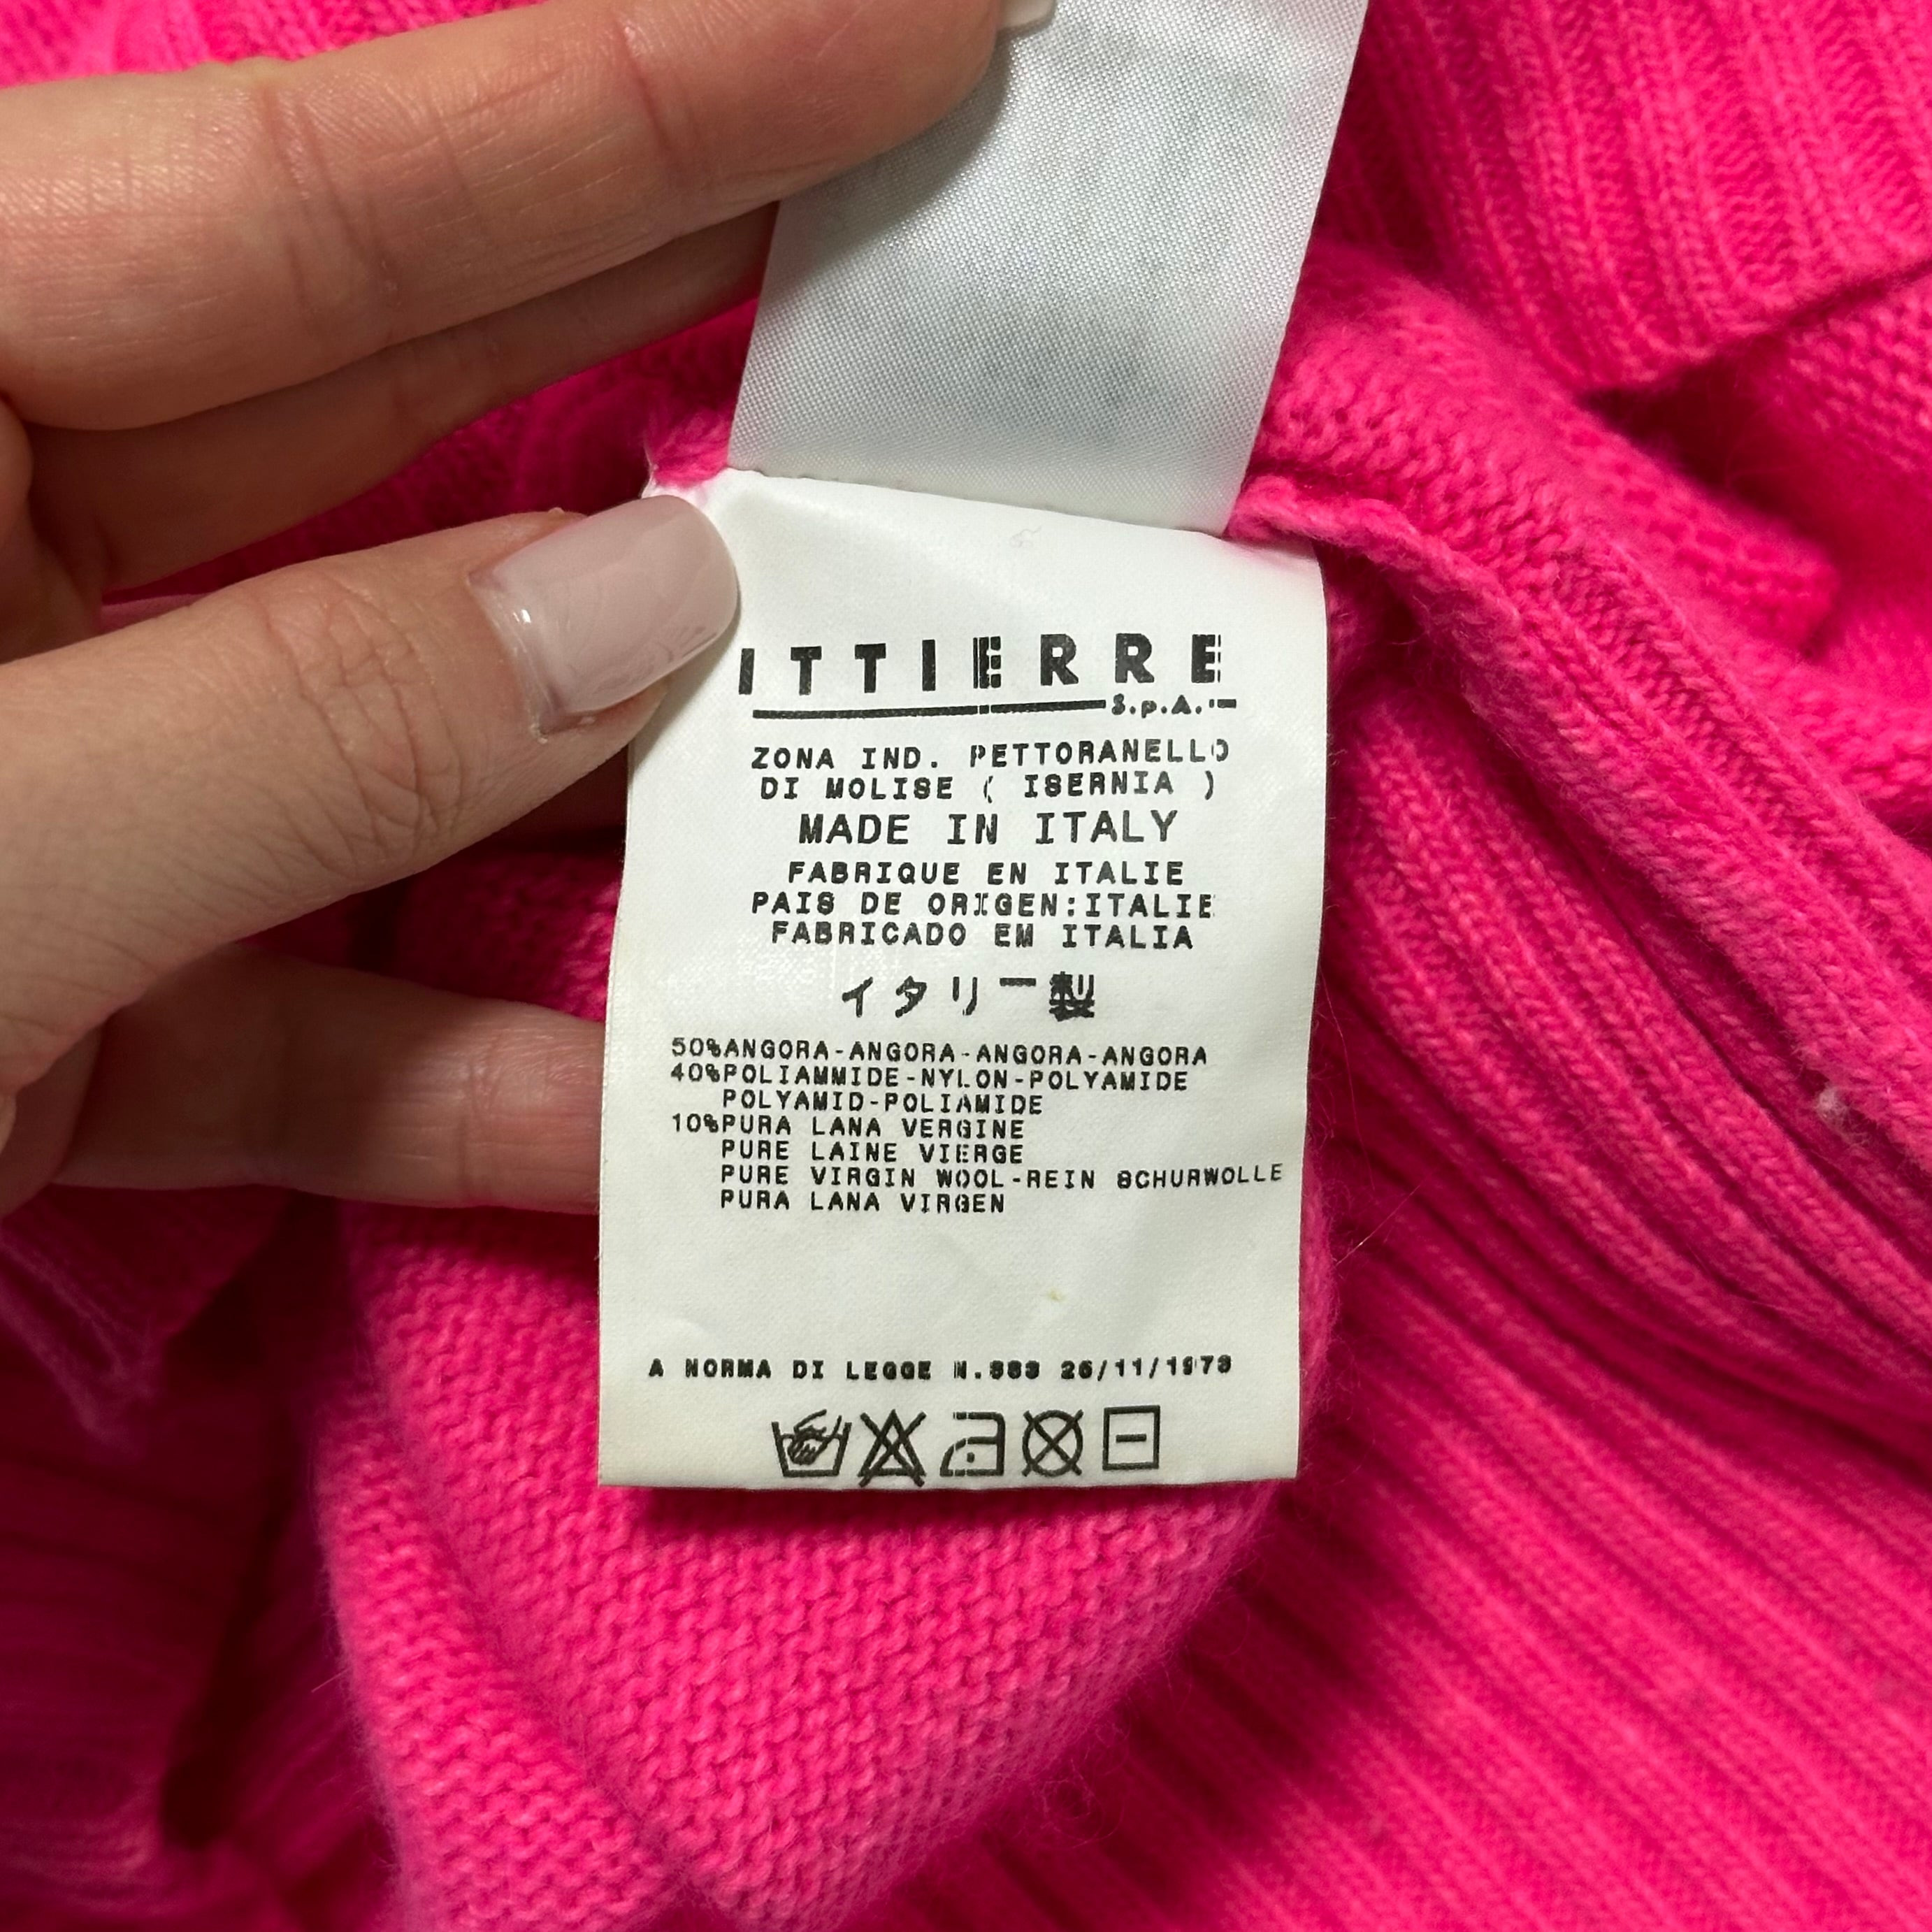 ITTIERRE
S.p.A.
ZONA IND. PETTORANELLO
DI MOLISE ( ISERNIA )
MADE IN ITALY
FABRIQUE EN ITALIE
PAIS DE ORIGEN:ITALIE
FABRICADO EM ITALIA
イタリー製
50%ANGORA-ANGORA-ANGORA-ANGORA
40%POLIAMMIDE-NYLON-POLYAMIDE
POLYAMID-POLIAMIDE
10%PURA LANA VERGINE
PURE LAINE VIERGE
PURE VIRGIN WOOL-REIN SCHURWOLLE
PURA LANA VIRGEN
A NORMA DI LEGGE N.883 26/11/1973